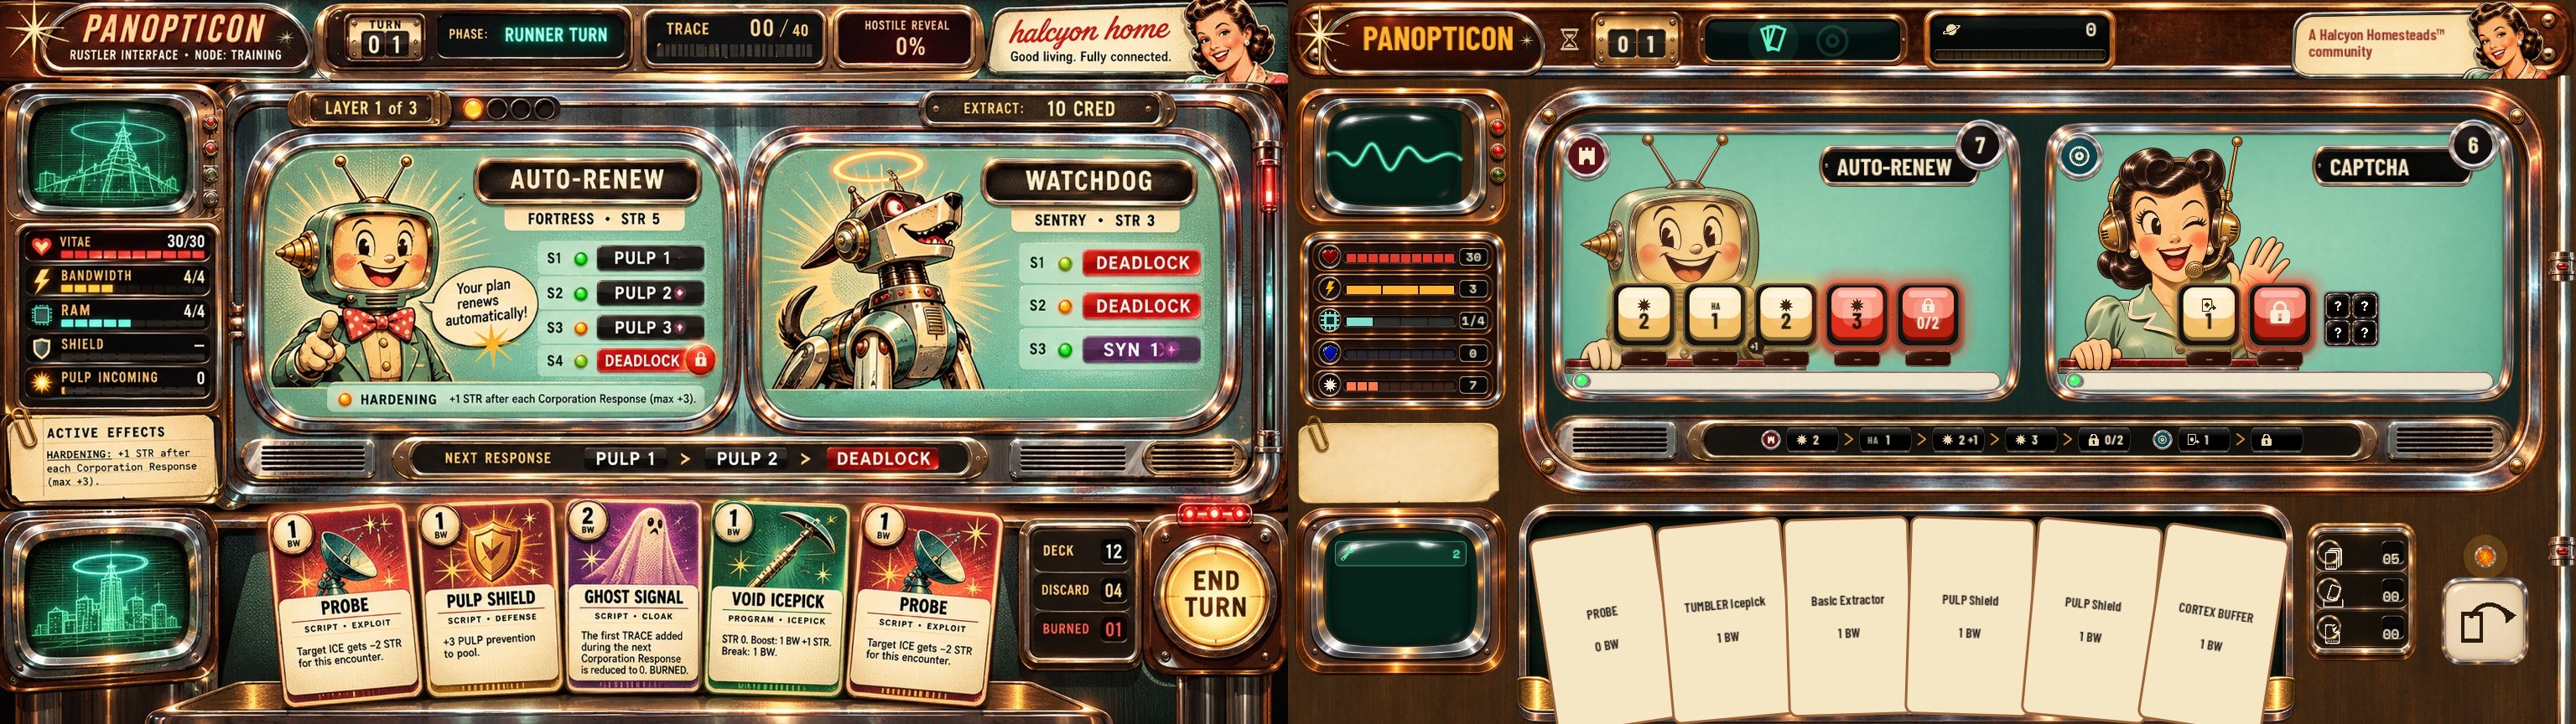 PANOPTICON
RUSTLER INTERFACE • NODE: TRAINING
TURN
01
PHASE: RUNNER TURN
TRACE 00 / 40
HOSTILE REVEAL
0%
halcyon home
Good living. Fully connected.
LAYER 1 of 3
EXTRACT: 10 CRED
VITAE 30/30
BANDWIDTH 4/4
RAM 4/4
SHIELD –
PULP INCOMING 0
ACTIVE EFFECTS
HARDENING: +1 STR after
each Corporation Response
(max +3).
AUTO-RENEW
FORTRESS • STR 5
S1 PULP 1
S2 PULP 2
S3 PULP 3
S4 DEADLOCK
Your plan
renews
automatically!
HARDENING +1 STR after each Corporation Response (max +3).
WATCHDOG
SENTRY • STR 3
S1 DEADLOCK
S2 DEADLOCK
S3 SYN 1
NEXT RESPONSE PULP 1 > PULP 2 > DEADLOCK
1
BW
PROBE
SCRIPT • EXPLOIT
Target ICE gets –2 STR
for this encounter.
1
BW
PULP SHIELD
SCRIPT • DEFENSE
+3 PULP prevention
to pool.
2
BW
GHOST SIGNAL
SCRIPT • CLOAK
The first TRACE added
during the next
Corporation Response
is reduced to 0. BURNED.
1
BW
VOID ICEPICK
PROGRAM • ICEPICK
STR 0. Boost: 1 BW +1 STR.
Break: 1 BW.
1
BW
PROBE
SCRIPT • EXPLOIT
Target ICE gets –2 STR
for this encounter.
DECK 12
DISCARD 04
BURNED 01
END
TURN
PANOPTICON
01
0
A Halcyon Homesteads™
community
30
3
1/4
0
7
2
AUTO-RENEW
7
2
HA
1
2
+1
3
0/2
CAPTCHA
6
1
? ?
? ?
2 > HA 1 > 2+1 > 3 > 0/2 1 >
PROBE
0 BW
TUMBLER Icepick
1 BW
Basic Extractor
1 BW
PULP Shield
1 BW
PULP Shield
1 BW
CORTEX BUFFER
1 BW
05
00
00